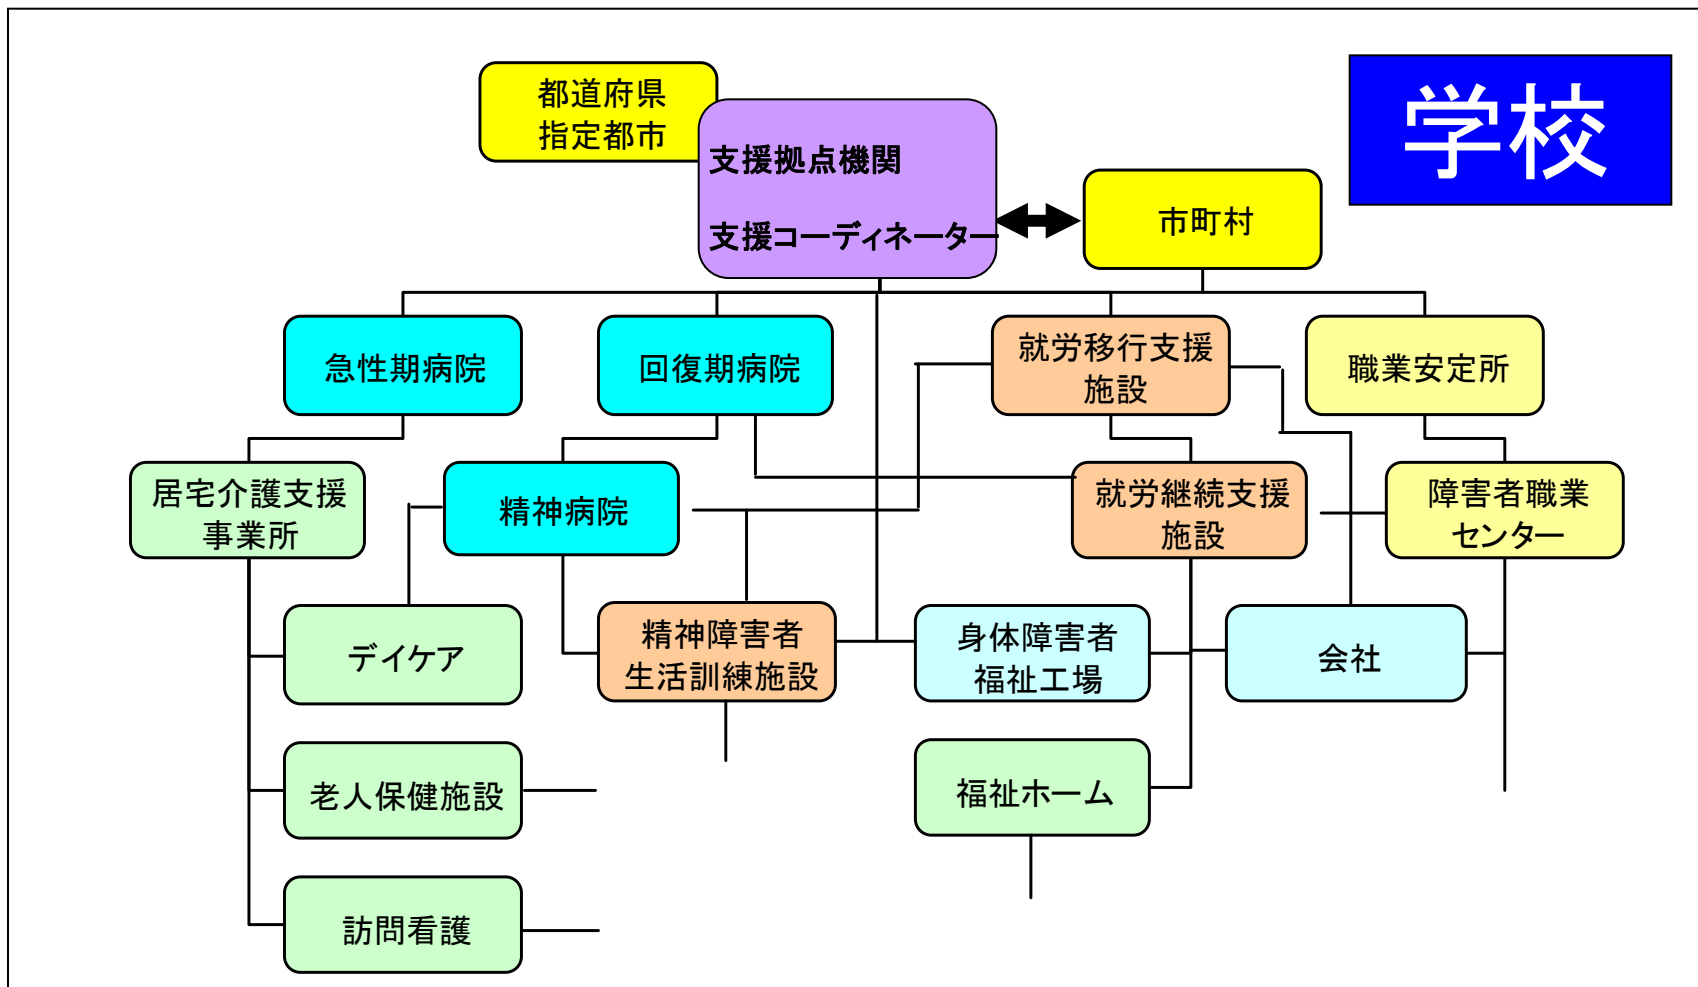 都道府県
指定都市
学校
支援拠点機関
支援コーディネーター
市町村
急性期病院
回復期病院
就労移行支援
施設
職業安定所
居宅介護支援
事業所
精神病院
就労継続支援
施設
障害者職業
センター
デイケア
精神障害者
生活訓練施設
身体障害者
福祉工場
会社
老人保健施設
福祉ホーム
訪問看護